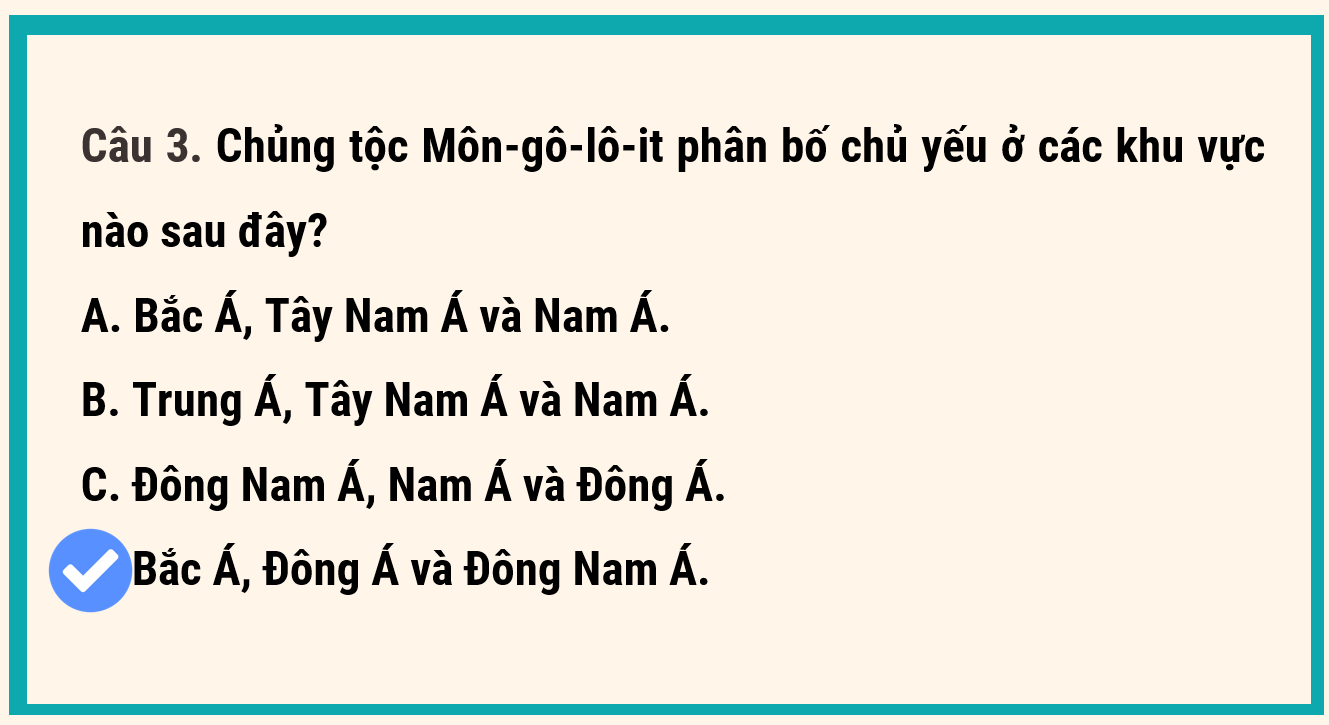 Câu 3. Chủng tộc Môn-gô-lô-it phân bố chủ yếu ở các khu vực
nào sau đây?
A. Bắc Á, Tây Nam Á và Nam Á.
B. Trung Á, Tây Nam Á và Nam Á.
C. Đông Nam Á, Nam Á và Đông Á.
Bắc Á, Đông Á và Đông Nam Á.